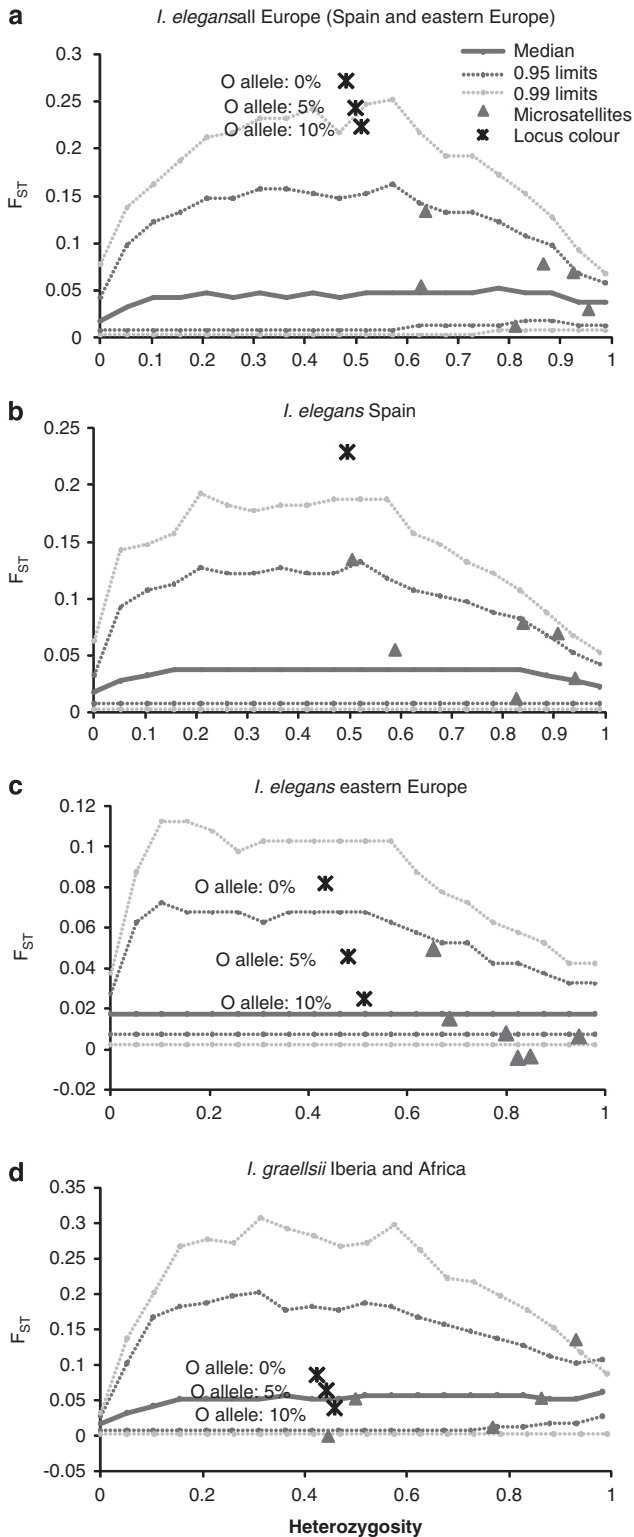 a
I. elegansall Europe (Spain and eastern Europe)
0.3
0.25
0.2
0.15
0.1
0.05
0
FST
O allele: 0%
O allele: 5%
O allele: 10%
Median
0.95 limits
0.99 limits
Microsatellites
Locus colour
0 0.1 0.2 0.3 0.4 0.5 0.6 0.7 0.8 0.9 1
b
I. elegans Spain
0.25
0.2
0.15
0.1
0.05
0
FST
0 0.1 0.2 0.3 0.4 0.5 0.6 0.7 0.8 0.9 1
c
I. elegans eastern Europe
0.12
0.1
0.08
0.06
0.04
0.02
0
-0.02
FST
O allele: 0%
O allele: 5%
O allele: 10%
0 0.2 0.4 0.6 0.8 1
d
I. graellsii Iberia and Africa
0.35
0.3
0.25
0.2
0.15
0.1
0.05
0
-0.05
FST
O allele: 0%
O allele: 5%
O allele: 10%
0 0.2 0.4 0.6 0.8 1
Heterozygosity